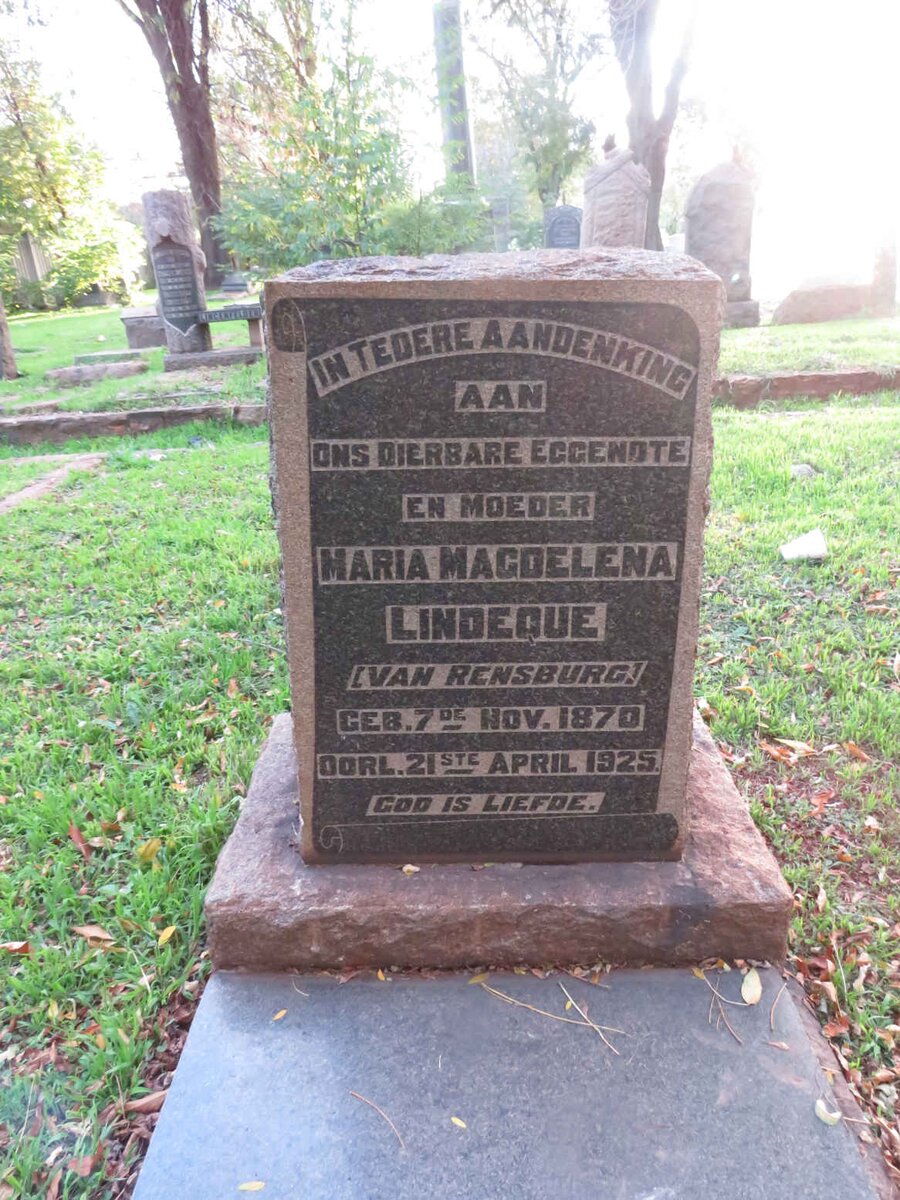 LINGENFELDER
IN TEDERE AANDENKING
AAN
ONS DIERBARE EGGENOTE
EN MOEDER
MARIA MAGDELENA
LINDEQUE
[VAN RENSBURG]
GEB. 7DE NOV. 1870
OORL. 21STE APRIL 1925.
GOD IS LIEFDE.